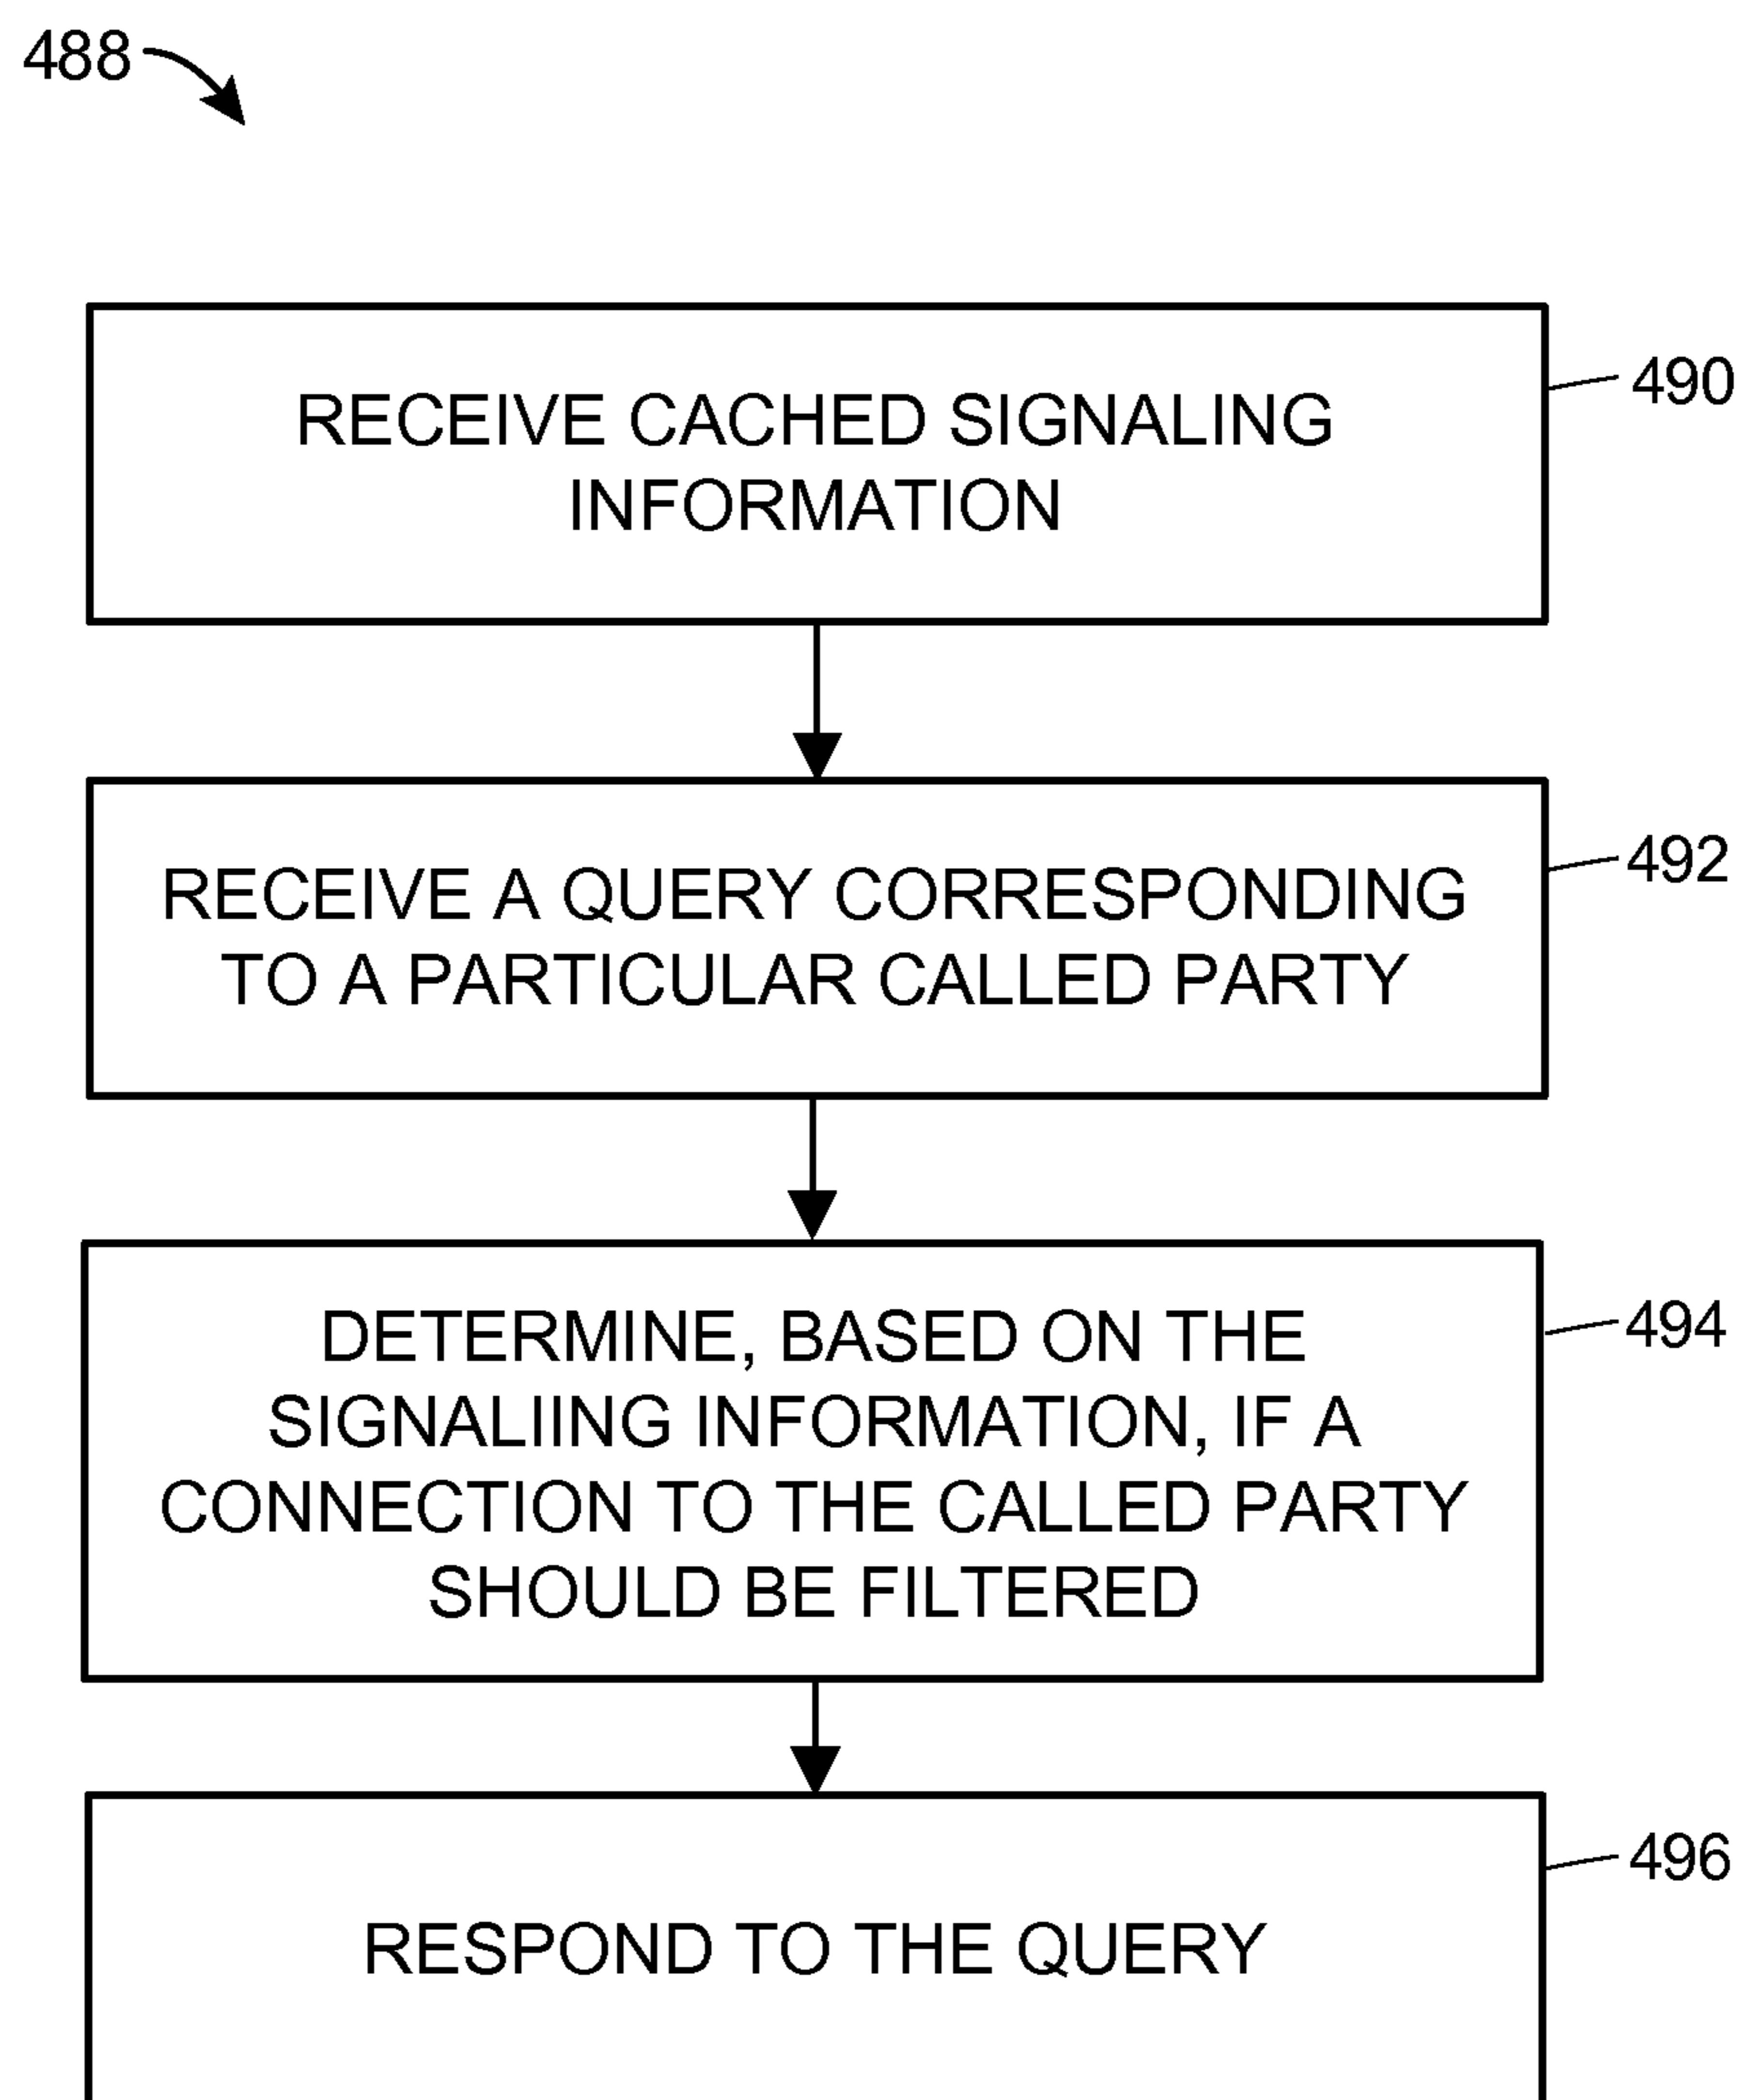 488
RECEIVE CACHED SIGNALING
INFORMATION
490
RECEIVE A QUERY CORRESPONDING
TO A PARTICULAR CALLED PARTY
492
DETERMINE, BASED ON THE
SIGNALIING INFORMATION, IF A
CONNECTION TO THE CALLED PARTY
SHOULD BE FILTERED
494
RESPOND TO THE QUERY
496